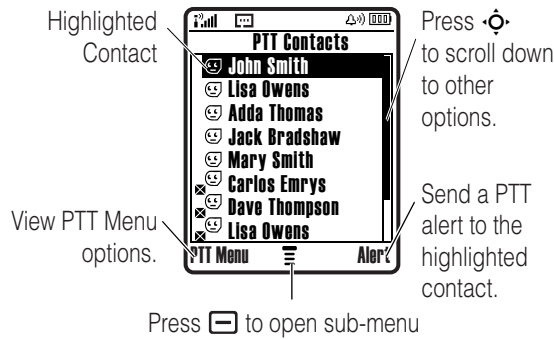 Highlighted
Contact
PTT Contacts
John Smith
Lisa Owens
Adda Thomas
Jack Bradshaw
Mary Smith
Carlos Emrys
Dave Thompson
Lisa Owens
PTT Menu
Alert
Press
to scroll down
to other
options.
Send a PTT
alert to the
highlighted
contact.
View PTT Menu
options.
Press to open sub-menu